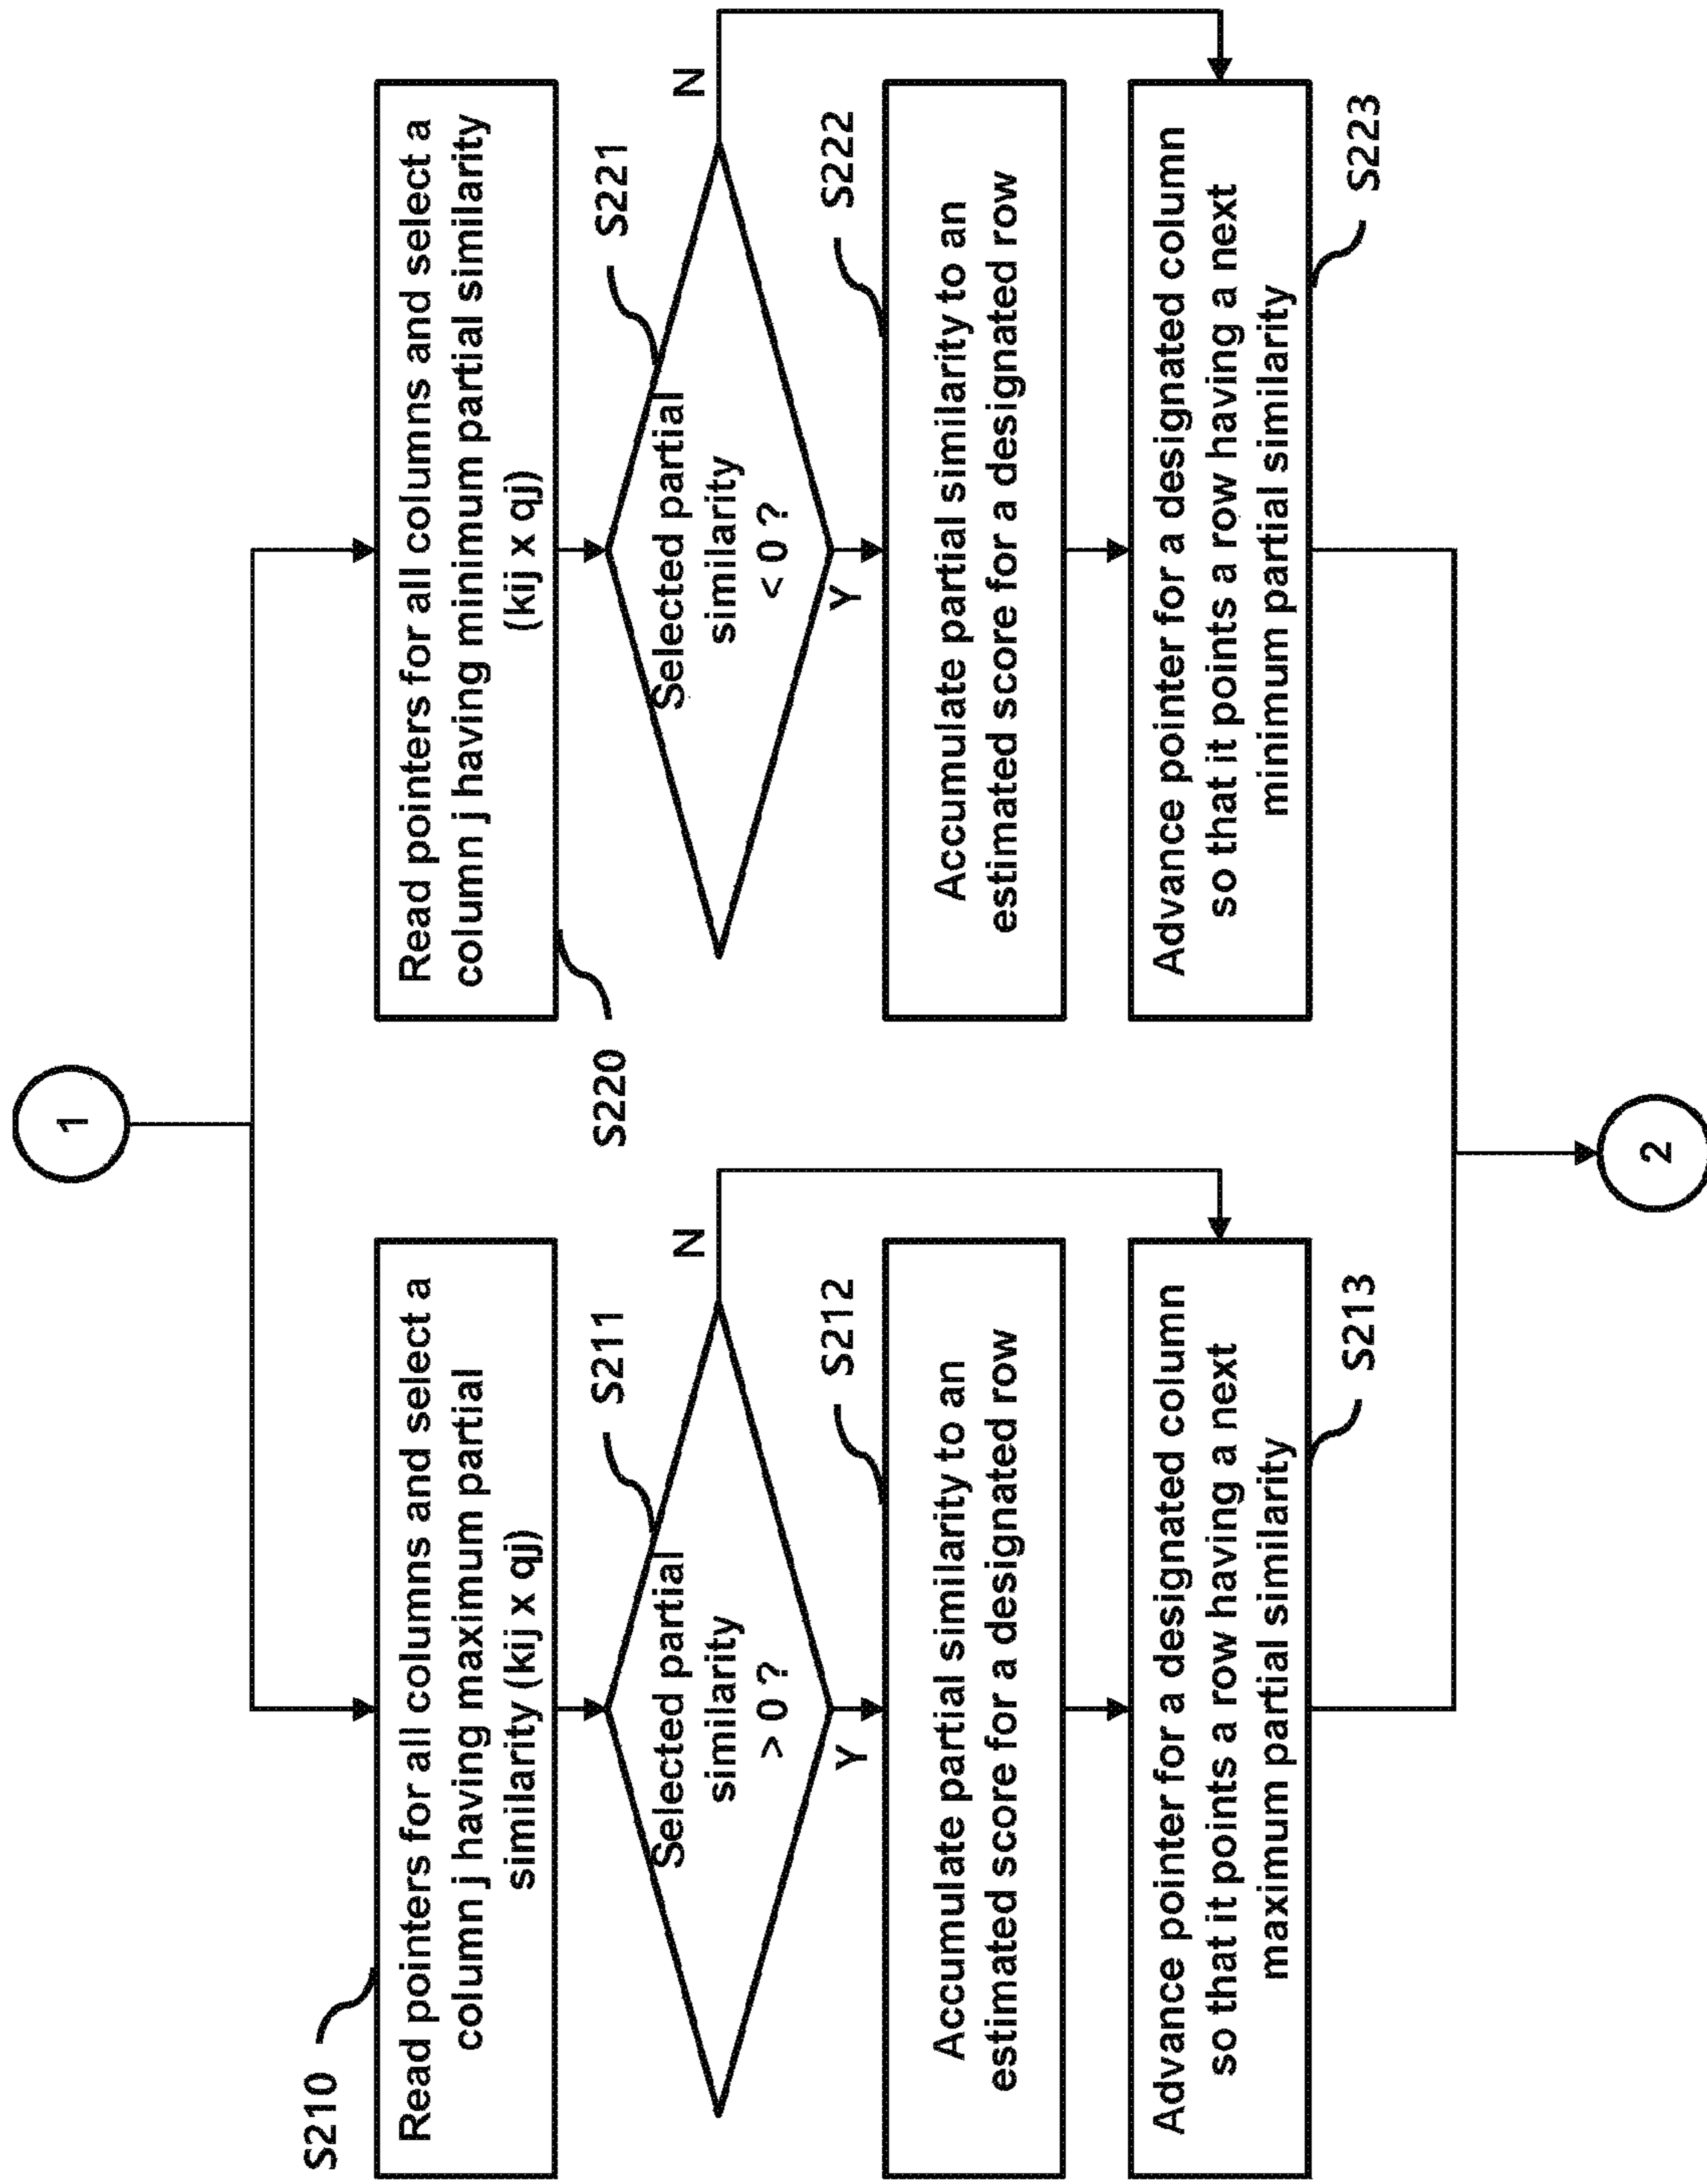 1
S210
Read pointers for all columns and select a
column j having maximum partial
similarity (kij x qj)
S211
Selected partial
similarity
> 0 ?
N
Y
S212
Accumulate partial similarity to an
estimated score for a designated row
Advance pointer for a designated column
so that it points a row having a next
maximum partial similarity
S213
Read pointers for all columns and select a
column j having minimum partial similarity
(kij x qj)
S220
S221
Selected partial
similarity
< 0 ?
N
Y
S222
Accumulate partial similarity to an
estimated score for a designated row
Advance pointer for a designated column
so that it points a row having a next
minimum partial similarity
S223
2